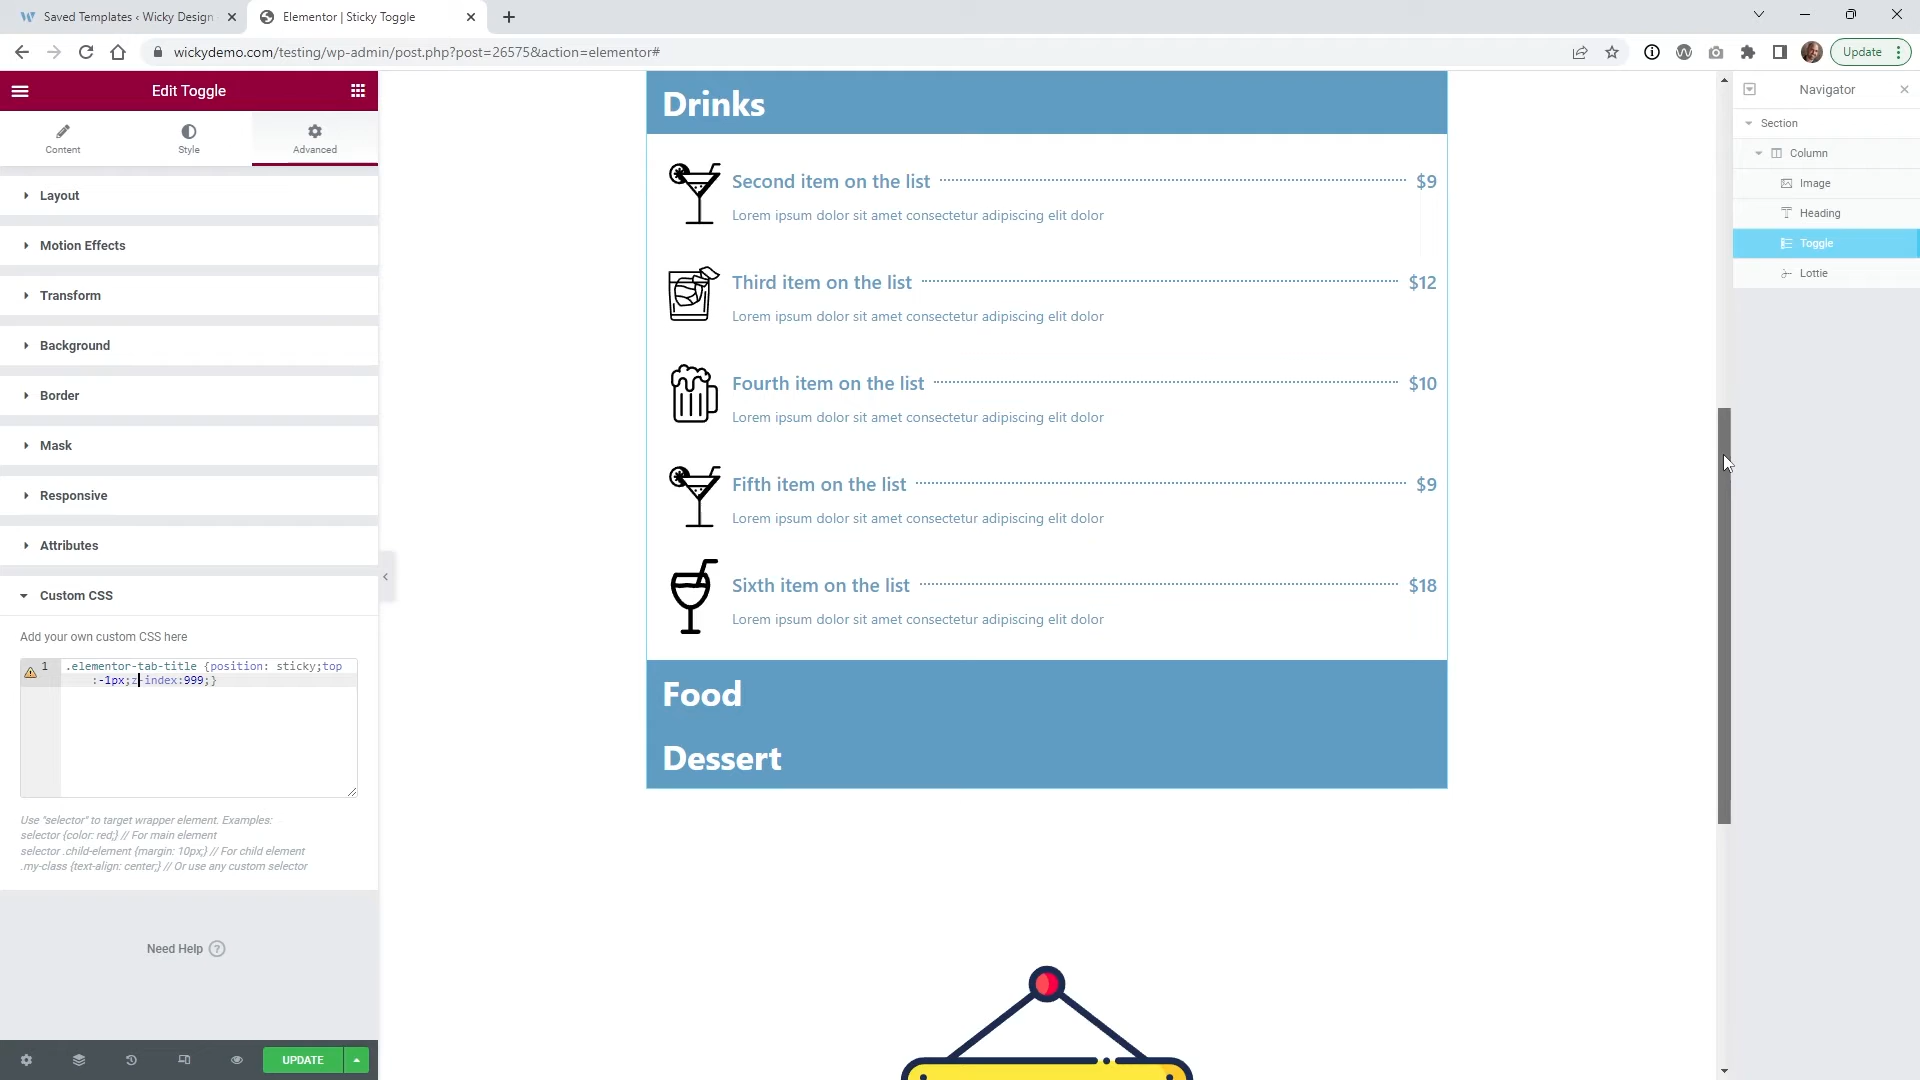 Saved Templates ‹ Wicky Design
Elementor | Sticky Toggle
wickydemo.com/testing/wp-admin/post.php?post=26575&action=elementor#
Update
Edit Toggle
Content
Style
Advanced
Layout
Motion Effects
Transform
Background
Border
Mask
Responsive
Attributes
Custom CSS
Add your own custom CSS here
1
.elementor-tab-title {position: sticky;top
:-1px;z-index:999;}
Use "selector" to target wrapper element. Examples:
selector {color: red;} // For main element
selector .child-element {margin: 10px;} // For child element
.my-class {text-align: center;} // Or use any custom selector
Need Help ?
UPDATE
Drinks
Second item on the list $9
Lorem ipsum dolor sit amet consectetur adipiscing elit dolor
Third item on the list $12
Lorem ipsum dolor sit amet consectetur adipiscing elit dolor
Fourth item on the list $10
Lorem ipsum dolor sit amet consectetur adipiscing elit dolor
Fifth item on the list $9
Lorem ipsum dolor sit amet consectetur adipiscing elit dolor
Sixth item on the list $18
Lorem ipsum dolor sit amet consectetur adipiscing elit dolor
Food
Dessert
Navigator
Section
Column
Image
Heading
Toggle
Lottie